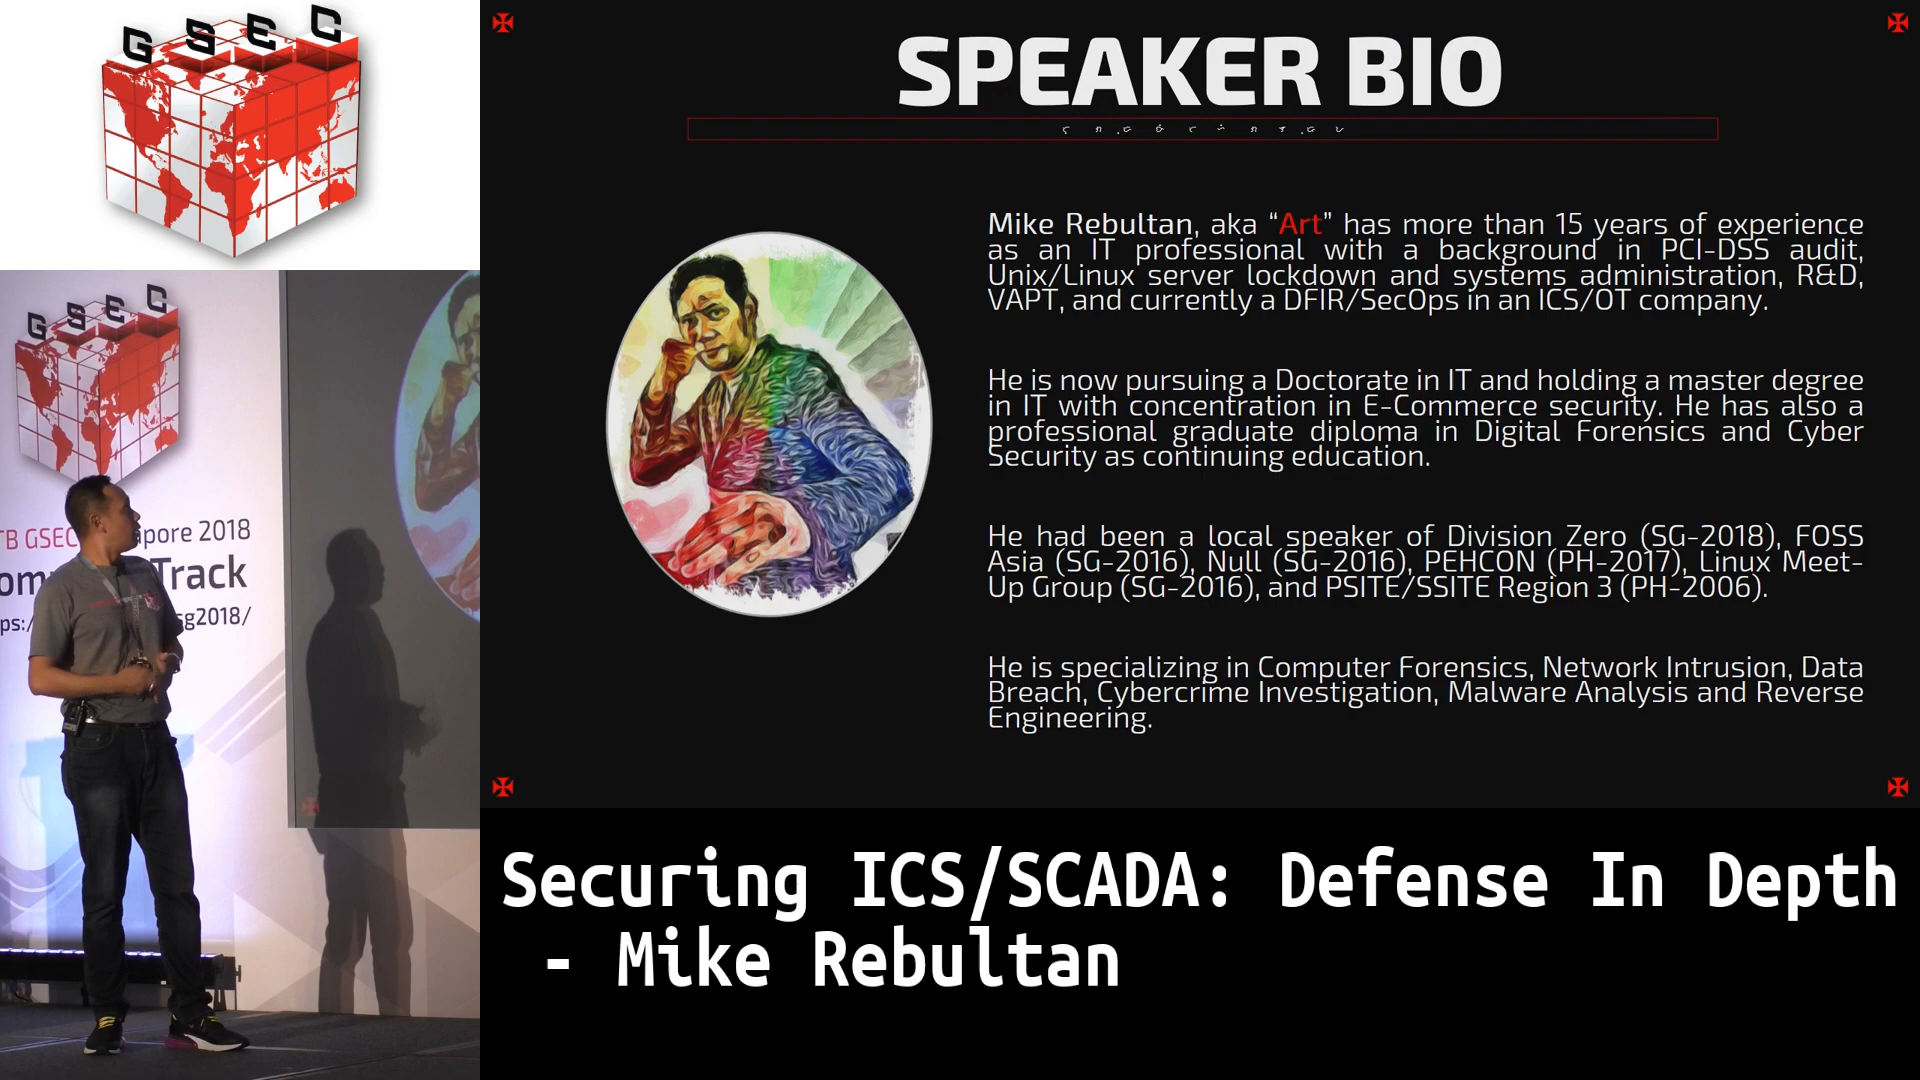 G S E C
SPEAKER BIO
Mike Rebultan, aka “Art” has more than 15 years of experience
as an IT professional with a background in PCI-DSS audit,
Unix/Linux server lockdown and systems administration, R&D,
VAPT, and currently a DFIR/SecOps in an ICS/OT company.
He is now pursuing a Doctorate in IT and holding a master degree
in IT with concentration in E-Commerce security. He has also a
professional graduate diploma in Digital Forensics and Cyber
Security as continuing education.
He had been a local speaker of Division Zero (SG-2018), FOSS
Asia (SG-2016), Null (SG-2016), PEHCON (PH-2017), Linux Meet-
Up Group (SG-2016), and PSITE/SSITE Region 3 (PH-2006).
He is specializing in Computer Forensics, Network Intrusion, Data
Breach, Cybercrime Investigation, Malware Analysis and Reverse
Engineering.
G S E C
TB GSEC apore 2018
om Track
ps:/ sg2018/
Securing ICS/SCADA: Defense In Depth
- Mike Rebultan